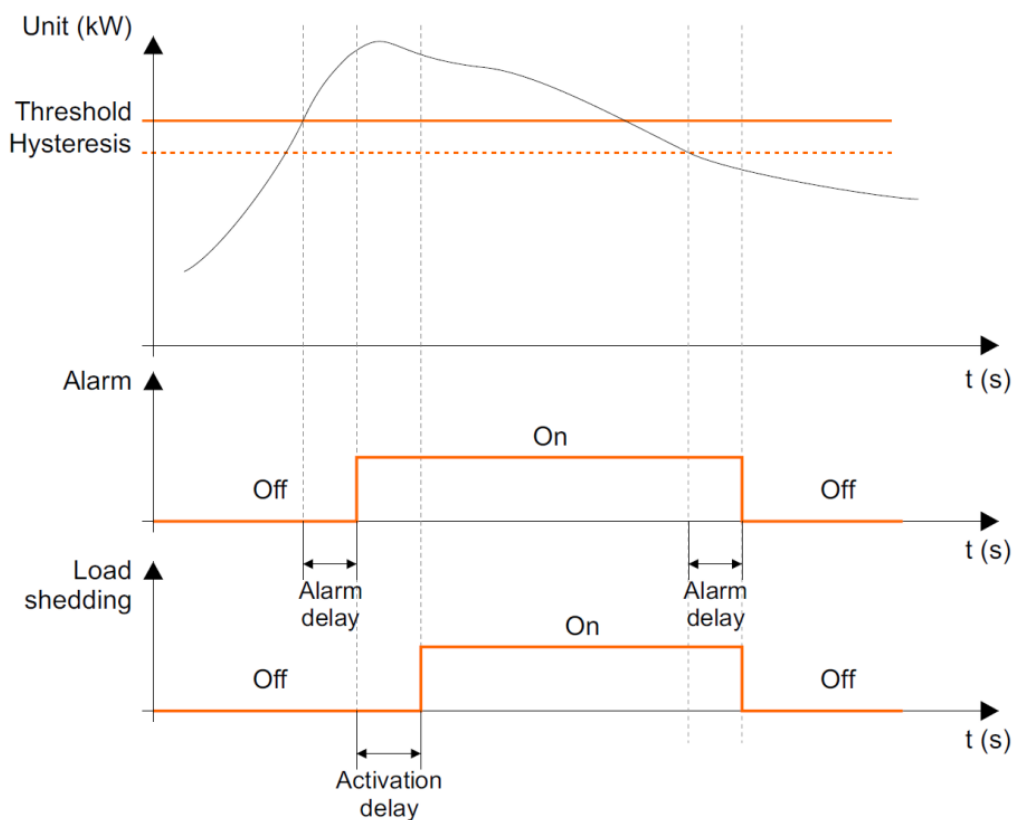 Unit (kW)
Threshold
Hysteresis
t (s)
Alarm
On
Off
Off
t (s)
Alarm
delay
Alarm
delay
Load
shedding
On
Off
Off
t (s)
Activation
delay